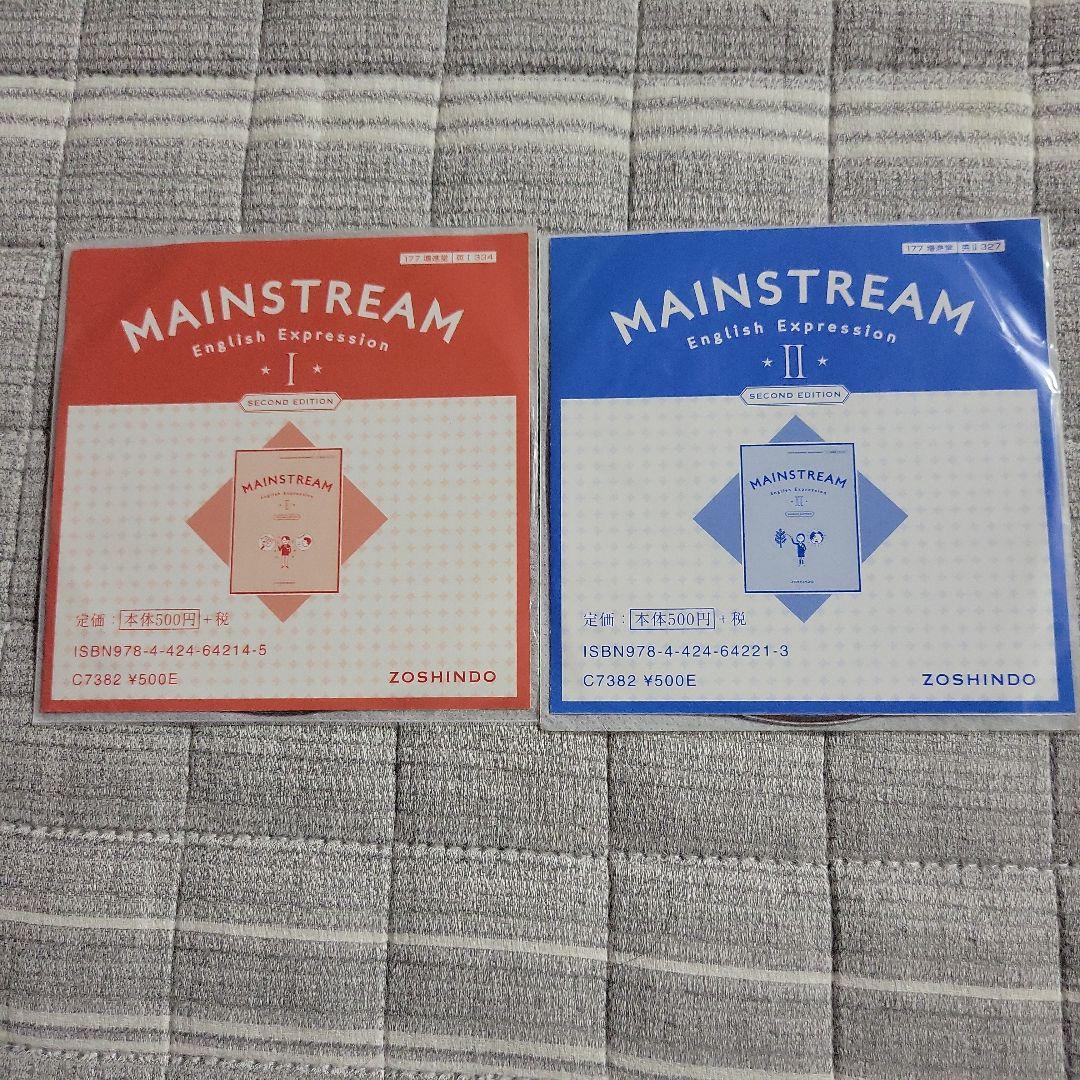 177 増進堂 英Ⅰ 334
MAINSTREAM
English Expression
★ I ★
SECOND EDITION
MAINSTREAM
English Expression
I
定価：本体500円+税
ISBN978-4-424-64214-5
C7382 ¥500E
ZOSHINDO
177 増進堂 英Ⅱ 327
MAINSTREAM
English Expression
★ II ★
SECOND EDITION
MAINSTREAM
English Expression
II
ZOSHINDO
定価：本体500円+税
ISBN978-4-424-64221-3
C7382 ¥500E
ZOSHINDO